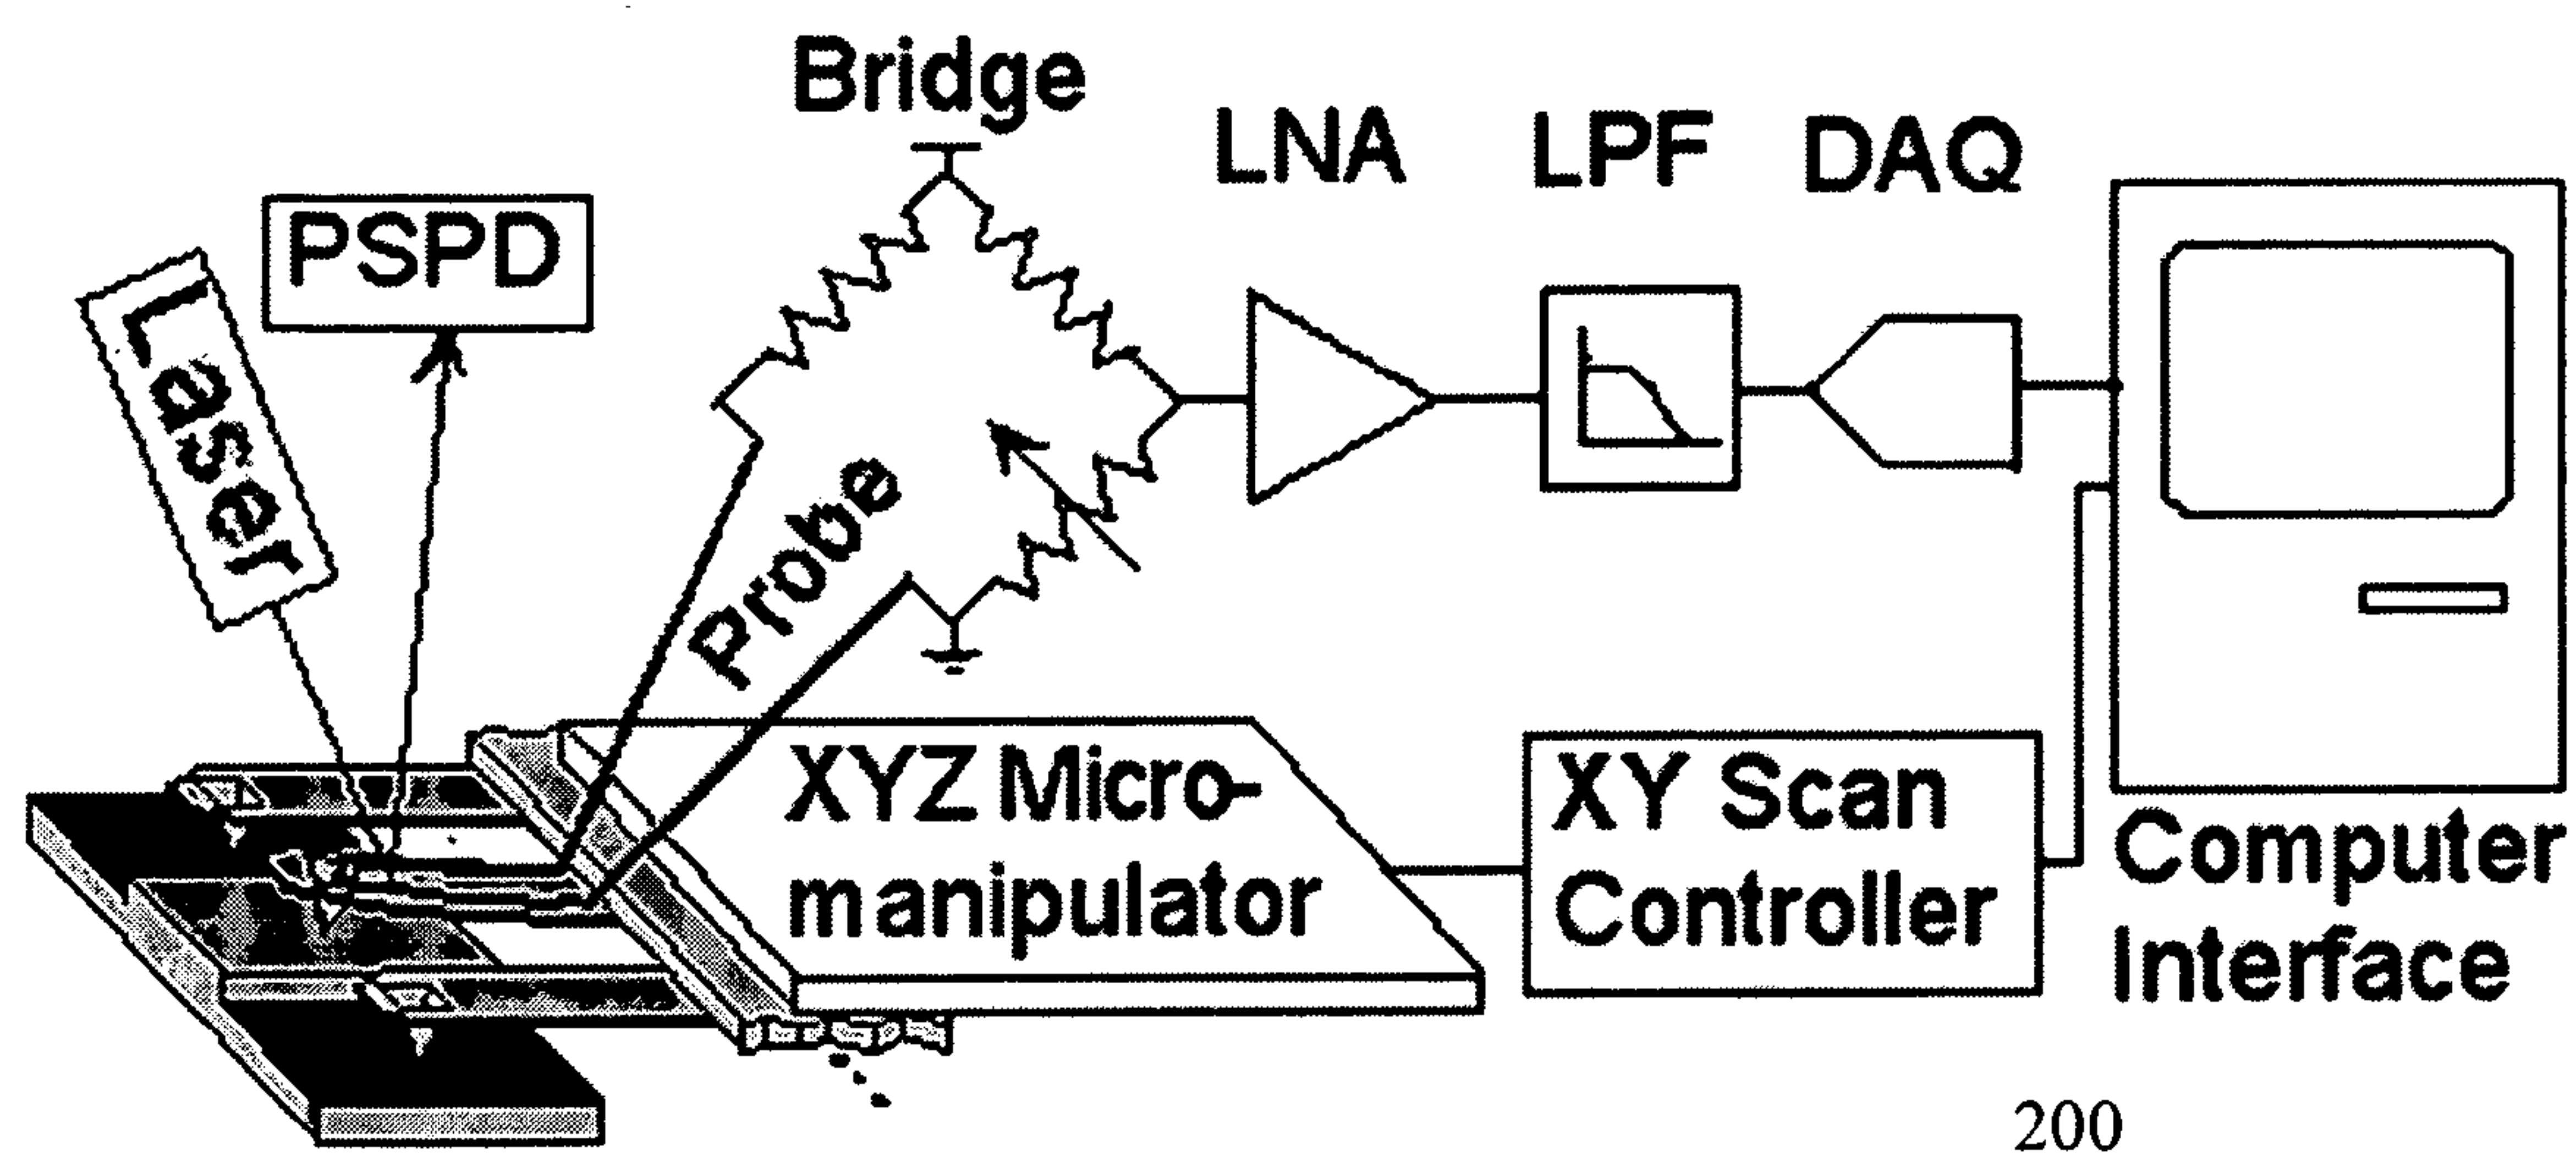 Bridge
LNA
LPF
DAQ
PSPD
Laser
Probe
XYZ Micro-
manipulator
XY Scan
Controller
Computer
Interface
200